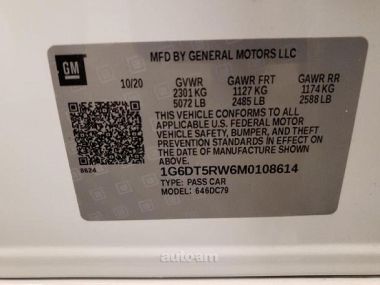 MFD BY GENERAL MOTORS LLC
GM
10/20 GVWR GAWR FRT GAWR RR
2301 KG 1127 KG 1174 KG
5072 LB 2485 LB 2588 LB
THIS VEHICLE CONFORMS TO ALL
APPLICABLE U.S. FEDERAL MOTOR
VEHICLE SAFETY, BUMPER, AND THEFT
PREVENTION STANDARDS IN EFFECT
ON THE DATE OF MANUFACTURE
SHOWN ABOVE.
8624
1G6DT5RW6M0108614
TYPE: PASS CAR
MODEL: 646DC79
autoam